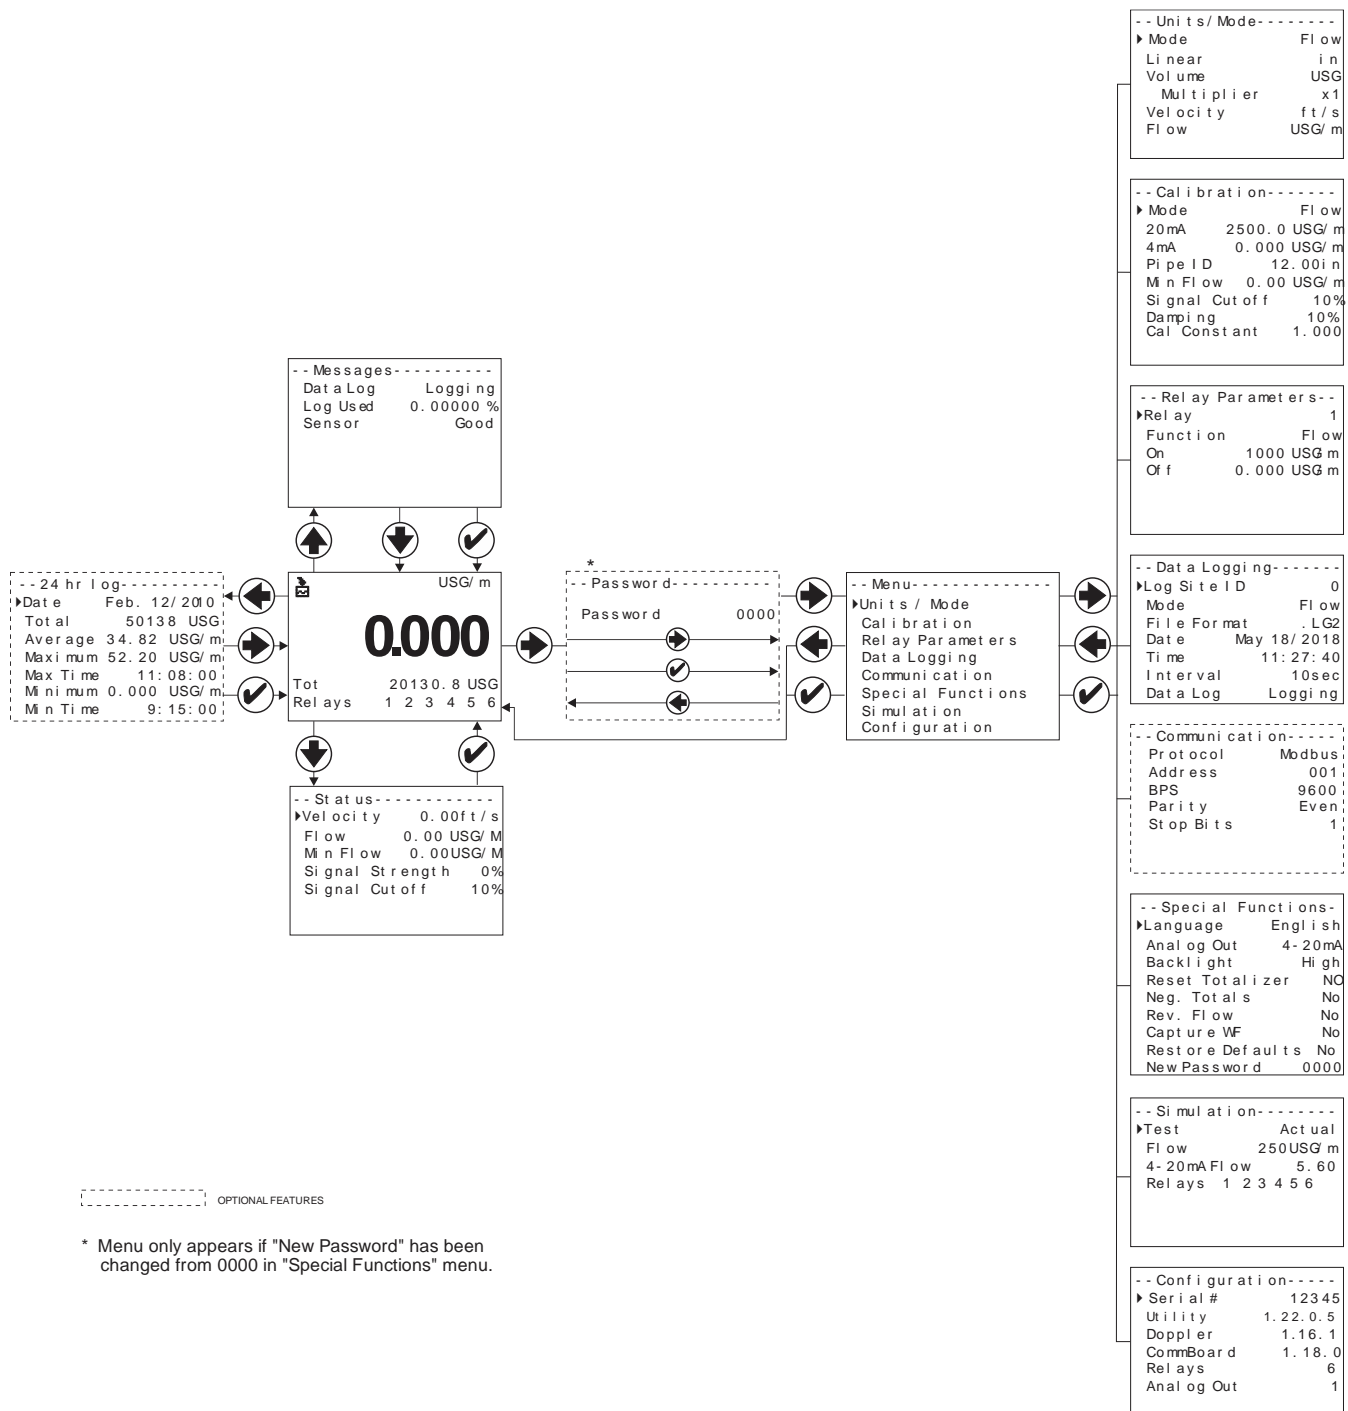 --Units/Mode--------
Mode Flow
Linear in
Volume USG
Multiplier x1
Velocity ft/s
Flow USG/m
--Calibration-------
Mode Flow
20mA 2500.0 USG/m
4mA 0.000 USG/m
Pipe ID 12.00in
Min Flow 0.00 USG/m
Signal Cutoff 10%
Damping 10%
Cal Constant 1.000
--Relay Parameters--
Relay 1
Function Flow
On 1000 USG/m
Off 0.000 USG/m
--Data Logging-------
Log Site ID 0
Mode Flow
File Format .LG2
Date May 18/2018
Time 11:27:40
Interval 10sec
Data Log Logging
--Communication-----
Protocol Modbus
Address 001
BPS 9600
Parity Even
Stop Bits 1
--Special Functions-
Language English
Analog Out 4-20mA
Backlight High
Reset Totalizer NO
Neg. Totals No
Rev. Flow No
Capture WF No
Restore Defaults No
New Password 0000
--Simulation--------
Test Actual
Flow 250USG/m
4-20mA Flow 5.60
Relays 1 2 3 4 5 6
--Configuration-----
Serial# 12345
Utility 1.22.0.5
Doppler 1.16.1
CommBoard 1.18.0
Relays 6
Analog Out 1
--Messages----------
Data Log Logging
Log Used 0.00000 %
Sensor Good
--24 hr log----------
Date Feb. 12/2010
Total 50138 USG
Average 34.82 USG/m
Maximum 52.20 USG/m
Max Time 11:08:00
Minimum 0.000 USG/m
Min Time 9:15:00
USG/m
0.000
Tot 20130.8 USG
Relays 1 2 3 4 5 6
*
--Password----------
Password 0000
--Menu--------------
Units / Mode
Calibration
Relay Parameters
Data Logging
Communication
Special Functions
Simulation
Configuration
--Status------------
Velocity 0.00ft/s
Flow 0.00 USG/M
Min Flow 0.00USG/M
Signal Strength 0%
Signal Cutoff 10%
OPTIONAL FEATURES
* Menu only appears if "New Password" has been
changed from 0000 in "Special Functions" menu.